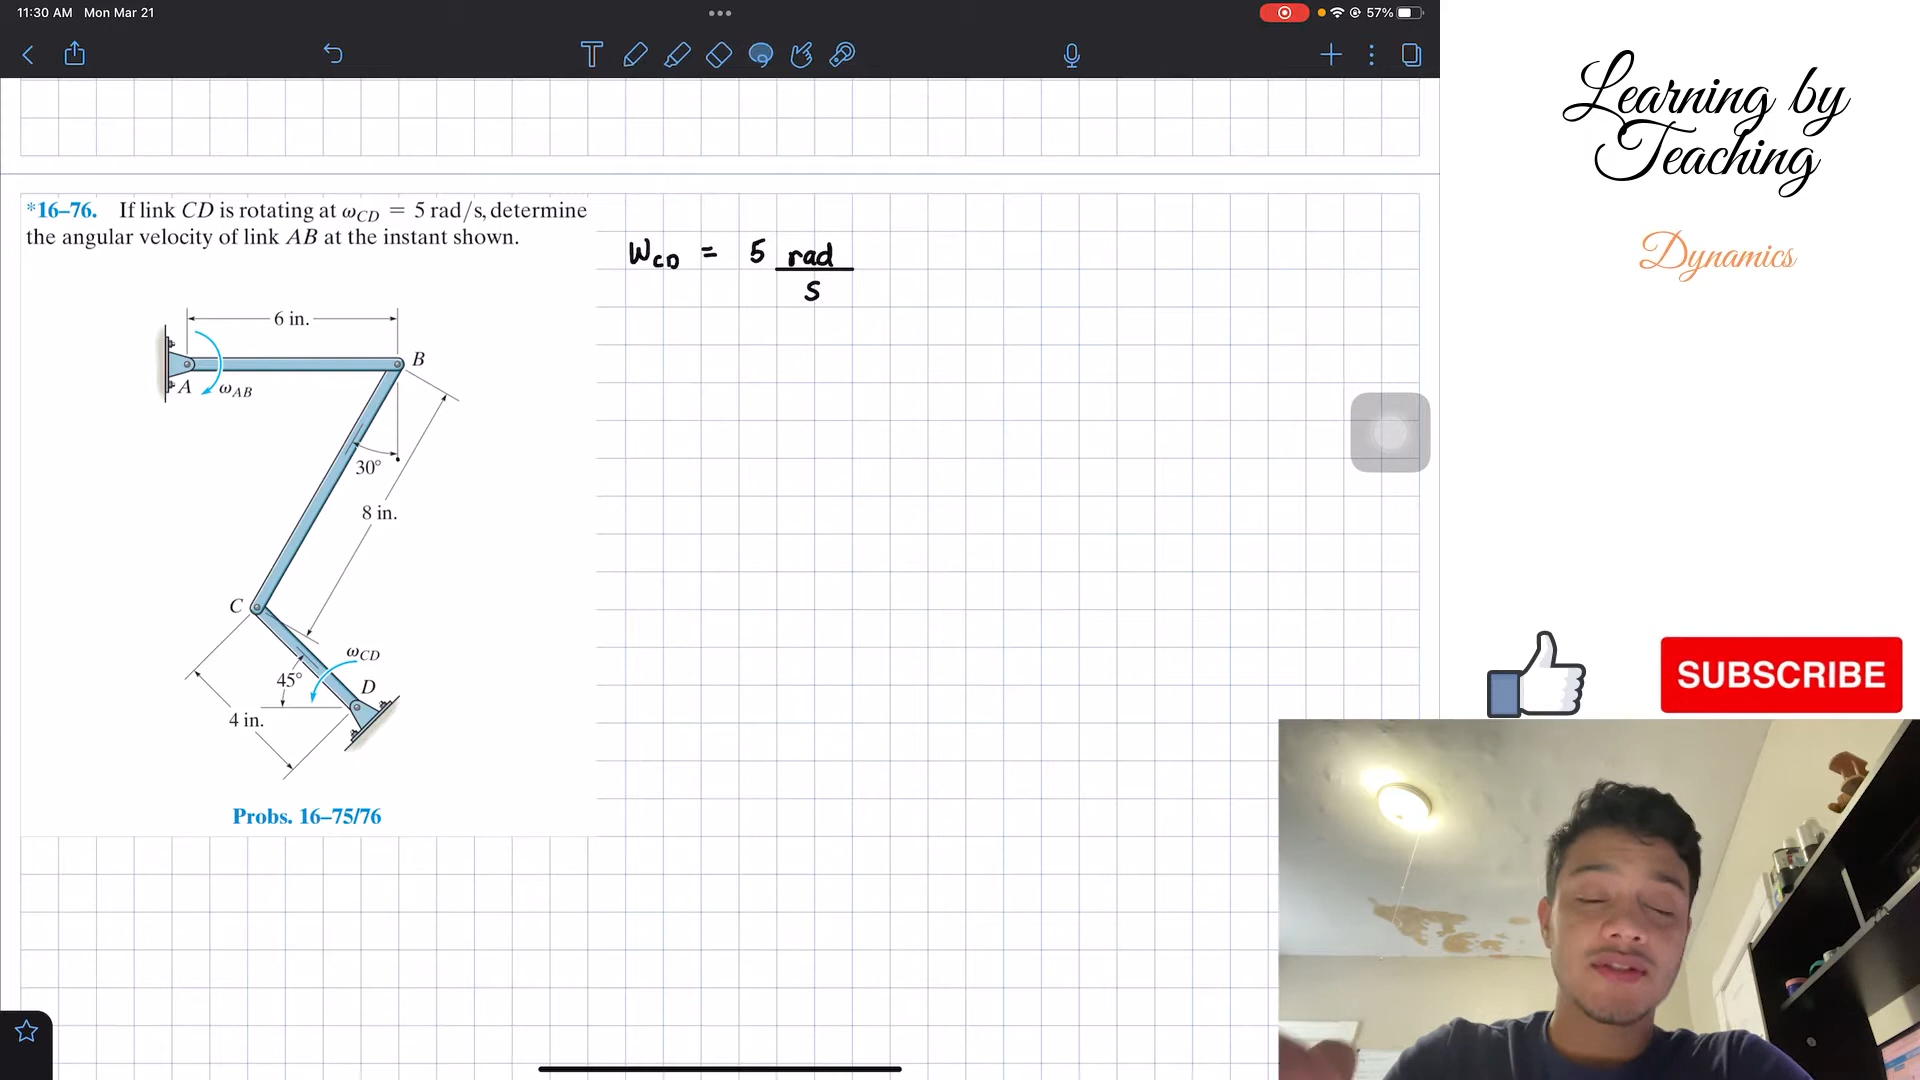 11:30 AM Mon Mar 21
57%
*16–76. If link CD is rotating at ωCD = 5 rad/s, determine
the angular velocity of link AB at the instant shown.
WCD = 5 rad
S
6 in.
B
A ωAB
30°
8 in.
C
ωCD
45° D
4 in.
Probs. 16–75/76
Learning by
Teaching
Dynamics
SUBSCRIBE